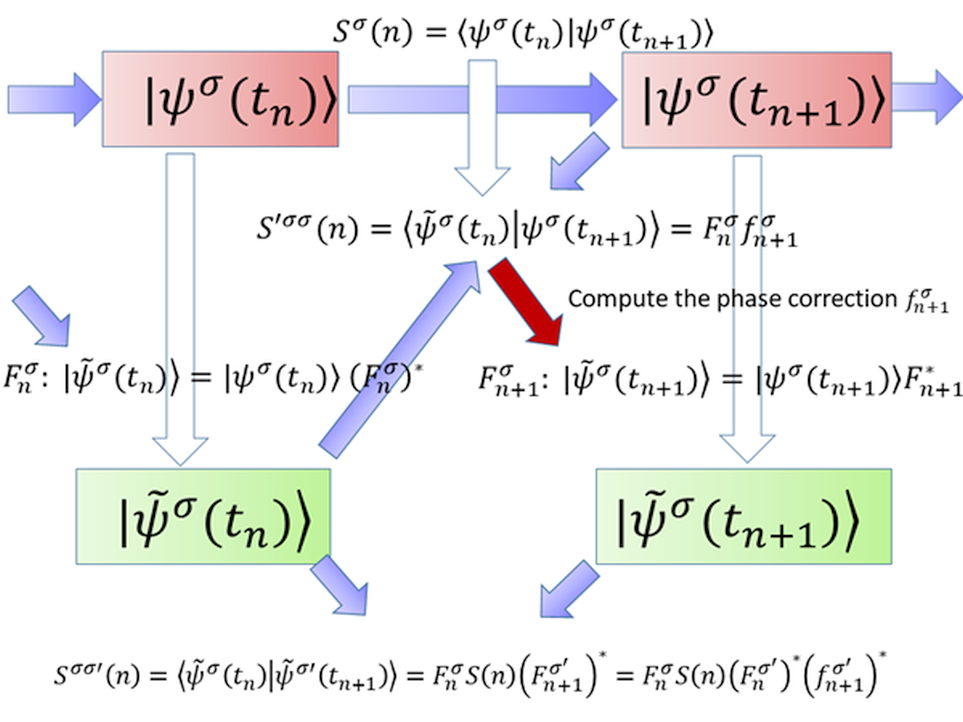 S^σ(n) = ⟨ψ^σ(t_n)|ψ^σ(t_{n+1})⟩
|ψ^σ(t_n)⟩ |ψ^σ(t_{n+1})⟩
S'^{σσ}(n) = ⟨ψ̃^σ(t_n)|ψ^σ(t_{n+1})⟩ = F_n^σ f_{n+1}^σ
Compute the phase correction f_{n+1}^σ
F_n^σ: |ψ̃^σ(t_n)⟩ = |ψ^σ(t_n)⟩ (F_n^σ)^* F_{n+1}^σ: |ψ̃^σ(t_{n+1})⟩ = |ψ^σ(t_{n+1})⟩F_{n+1}^*
|ψ̃^σ(t_n)⟩ |ψ̃^σ(t_{n+1})⟩
S^{σσ'}(n) = ⟨ψ̃^σ(t_n)|ψ̃^{σ'}(t_{n+1})⟩ = F_n^σ S(n)(F_{n+1}^{σ'})^* = F_n^σ S(n)(F_n^{σ'})^*(f_{n+1}^{σ'})^*